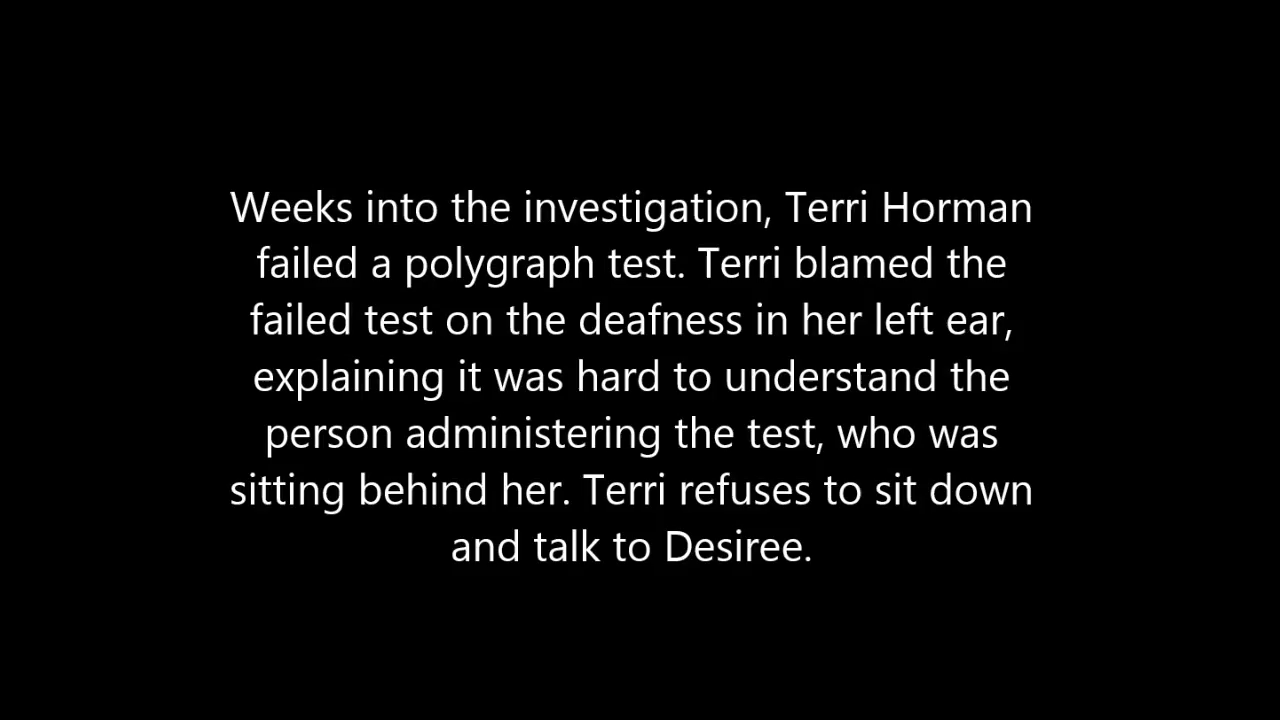 Weeks into the investigation, Terri Horman
failed a polygraph test. Terri blamed the
failed test on the deafness in her left ear,
explaining it was hard to understand the
person administering the test, who was
sitting behind her. Terri refuses to sit down
and talk to Desiree.